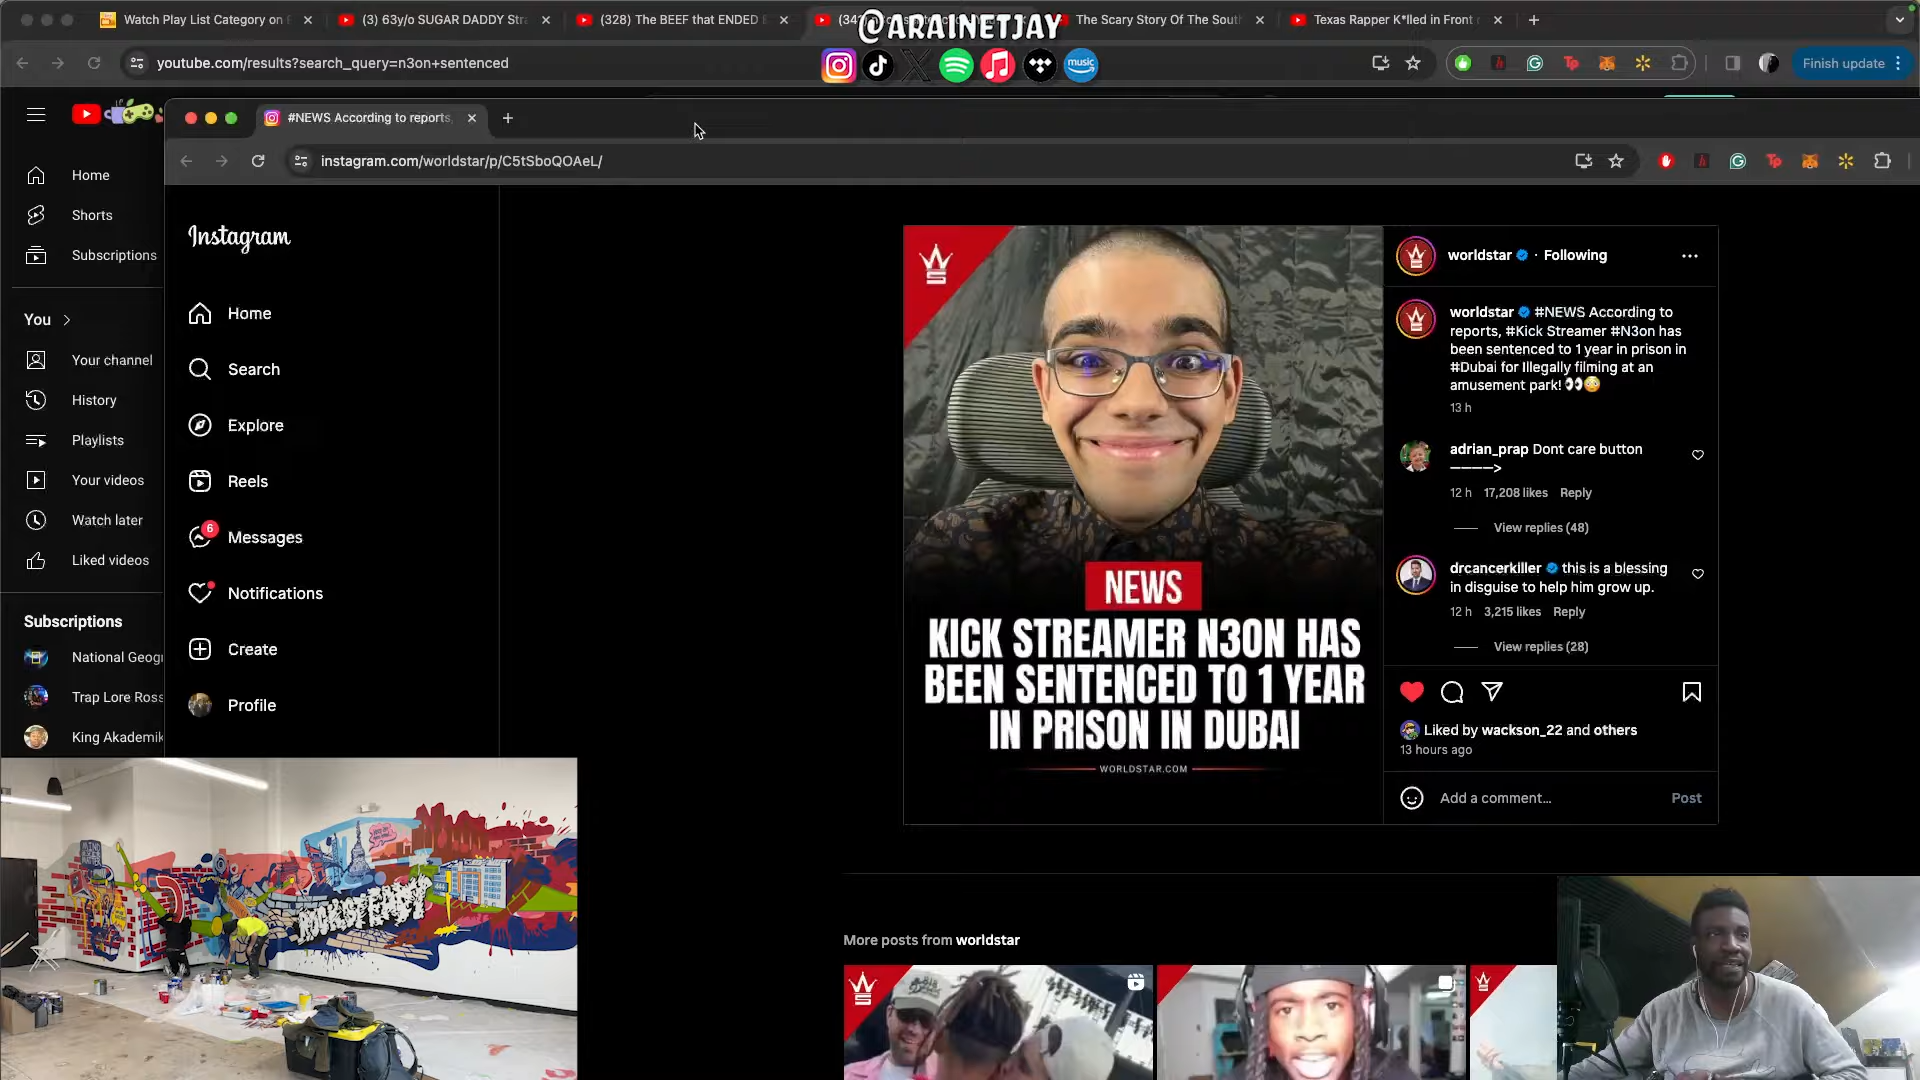 Watch Play List Category on
(3) 63y/o SUGAR DADDY Stra
(328) The BEEF that ENDED
The Scary Story Of The Sout
Texas Rapper K*lled in Front
@ARAINETJAY
youtube.com/results?search_query=n3on+sentenced
music
Finish update
#NEWS According to reports,
instagram.com/worldstar/p/C5tSboQOAeL/
Home
Shorts
Subscriptions
You
Your channel
History
Playlists
Your videos
Watch later
Liked videos
Subscriptions
National Geog
Trap Lore Ross
King Akademik
Instagram
Home
Search
Explore
Reels
6
Messages
Notifications
Create
Profile
NEWS
KICK STREAMER N3ON HAS
BEEN SENTENCED TO 1 YEAR
IN PRISON IN DUBAI
WORLDSTAR.COM
worldstar · Following
worldstar #NEWS According to
reports, #Kick Streamer #N3on has
been sentenced to 1 year in prison in
#Dubai for Illegally filming at an
amusement park! 👀😳
13 h
adrian_prap Dont care button
————>
12 h 17,208 likes Reply
View replies (48)
drcancerkiller this is a blessing
in disguise to help him grow up.
12 h 3,215 likes Reply
View replies (28)
Liked by wackson_22 and others
13 hours ago
Add a comment...
Post
More posts from worldstar